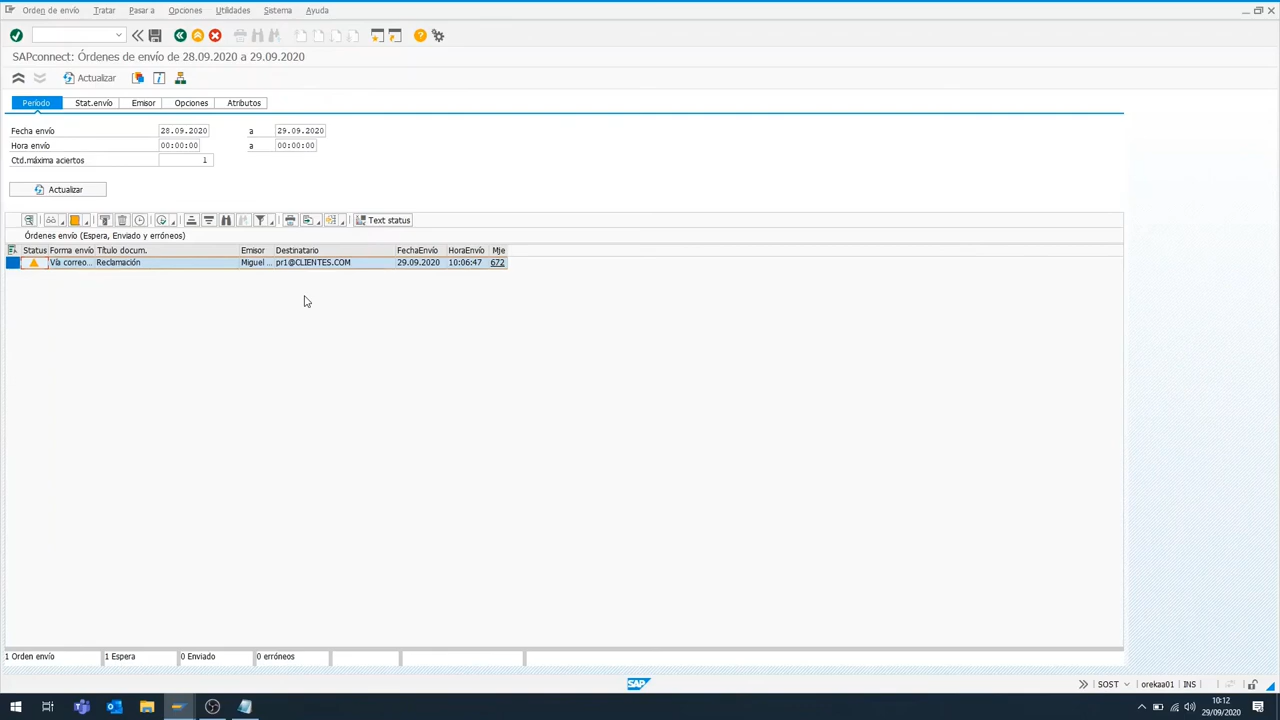 Orden de envío Tratar Pasar a Opciones Utilidades Sistema Ayuda
SAPconnect: Órdenes de envío de 28.09.2020 a 29.09.2020
Actualizar
Período Stat.envío Emisor Opciones Atributos
Fecha envío 28.09.2020 a 29.09.2020
Hora envío 00:00:00 a 00:00:00
Ctd.máxima aciertos 1
Actualizar
Text status
Órdenes envío (Espera, Enviado y erróneos)
Status Forma envío Título docum. Emisor Destinatario FechaEnvío HoraEnvío Mje
Vía correo... Reclamación Miguel ... pr1@CLIENTES.COM 29.09.2020 10:06:47 672
1 Orden envío 1 Espera 0 Enviado 0 erróneos
SAP SOST orekaa01 INS
10:12
29/09/2020